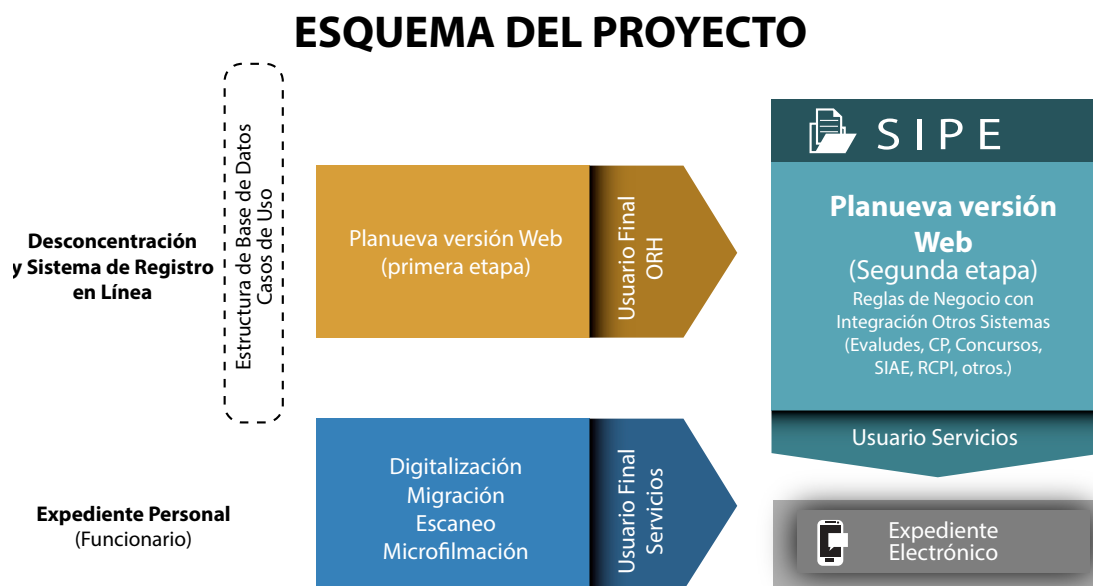 ESQUEMA DEL PROYECTO
Desconcentración
y Sistema de Registro
en Línea
Estructura de Base de Datos
Casos de Uso
Planueva versión Web
(primera etapa)
Usuario Final
ORH
SIPE
Planueva versión
Web
(Segunda etapa)
Reglas de Negocio con
Integración Otros Sistemas
(Evaludes, CP, Concursos,
SIAE, RCPI, otros.)
Usuario Servicios
Expediente Personal
(Funcionario)
Digitalización
Migración
Escaneo
Microfilmación
Usuario Final
Servicios
Expediente
Electrónico